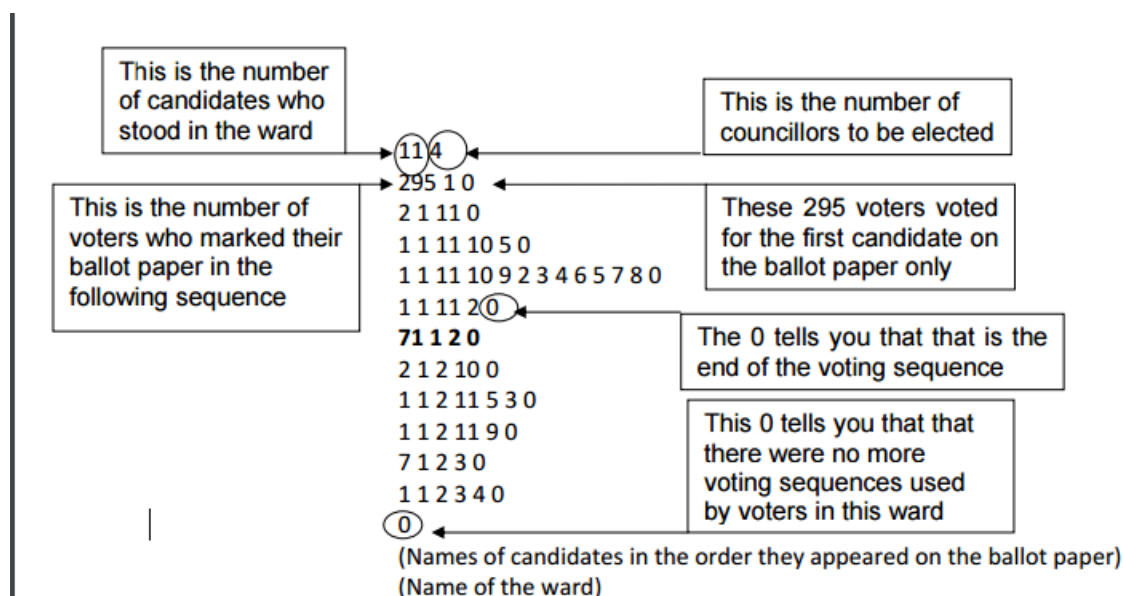 This is the number
of candidates who
stood in the ward
This is the number of
councillors to be elected
11 4
295 1 0
This is the number of
voters who marked their
ballot paper in the
following sequence
These 295 voters voted
for the first candidate on
the ballot paper only
2 1 11 0
1 1 11 10 5 0
1 1 11 10 9 2 3 4 6 5 7 8 0
1 1 11 2 0
71 1 2 0
The 0 tells you that that is the
end of the voting sequence
2 1 2 10 0
1 1 2 11 5 3 0
1 1 2 11 9 0
7 1 2 3 0
1 1 2 3 4 0
This 0 tells you that that
there were no more
voting sequences used
by voters in this ward
0
(Names of candidates in the order they appeared on the ballot paper)
(Name of the ward)